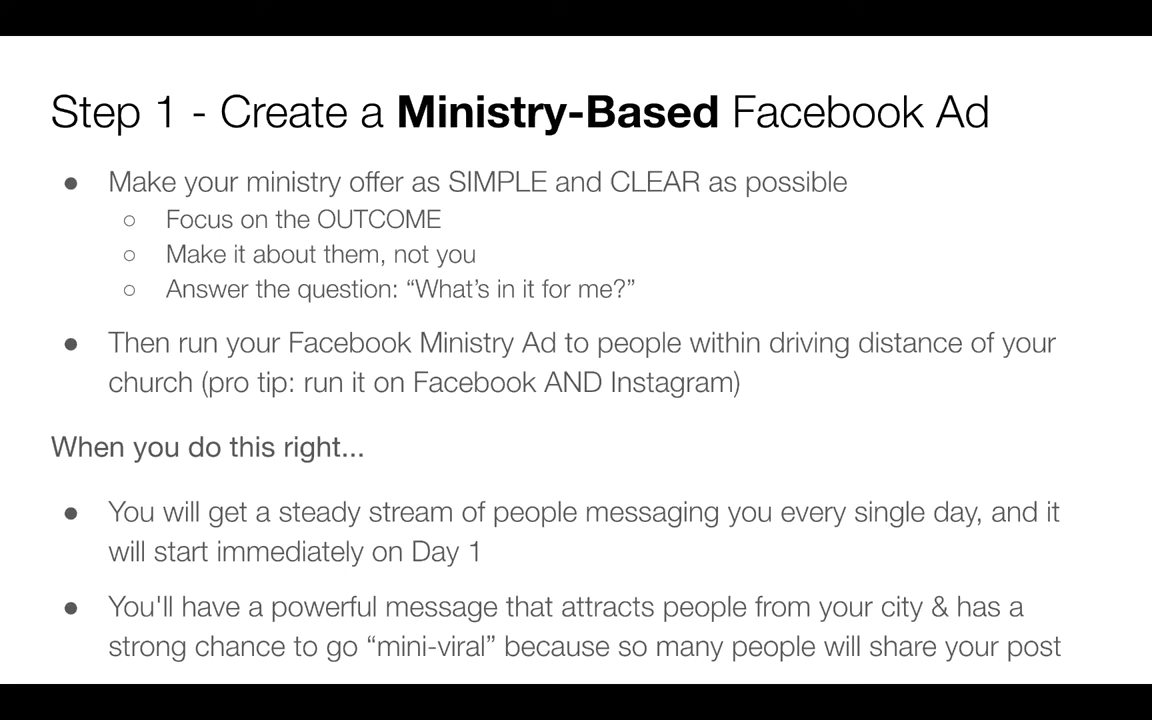 Step 1 - Create a Ministry-Based Facebook Ad
● Make your ministry offer as SIMPLE and CLEAR as possible
○ Focus on the OUTCOME
○ Make it about them, not you
○ Answer the question: “What’s in it for me?”
● Then run your Facebook Ministry Ad to people within driving distance of your
church (pro tip: run it on Facebook AND Instagram)
When you do this right...
● You will get a steady stream of people messaging you every single day, and it
will start immediately on Day 1
● You'll have a powerful message that attracts people from your city & has a
strong chance to go “mini-viral” because so many people will share your post